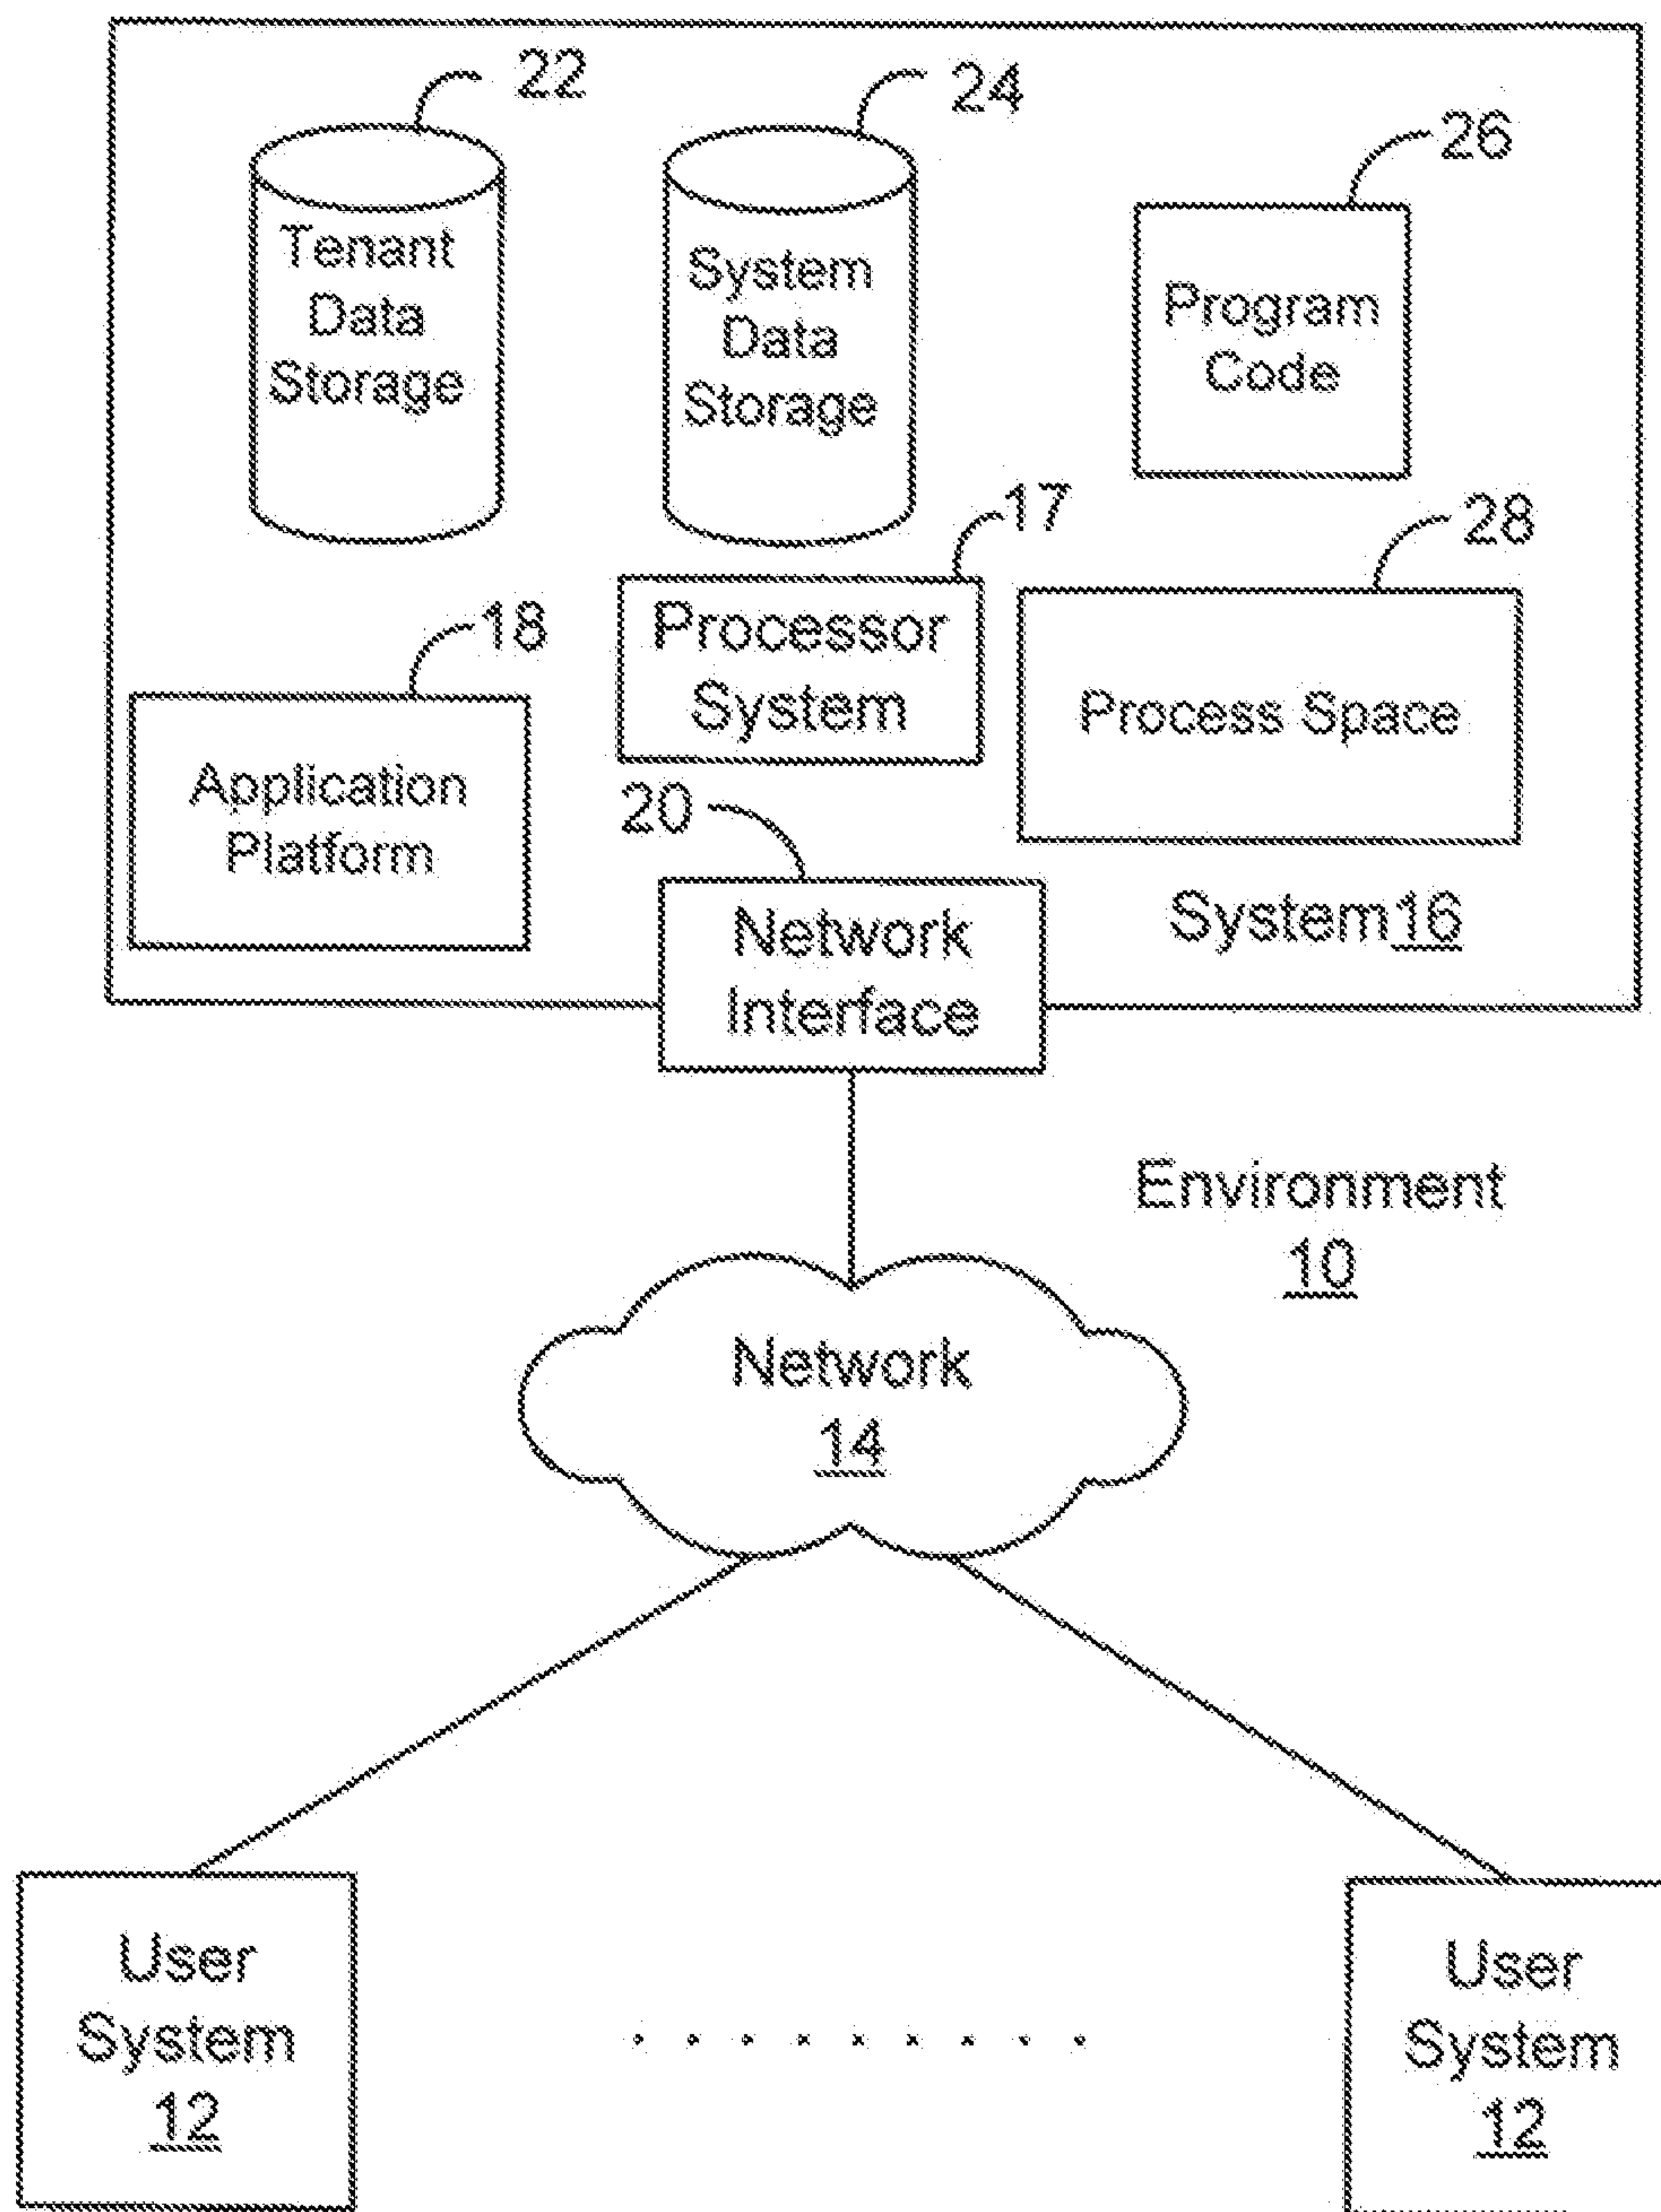 22
24
26
Tenant
Data
Storage
System
Data
Storage
Program
Code
17
28
18
Processor
System
Process Space
Application
Platform
20
Network
Interface
System 16
Environment
10
Network
14
User
System
12
User
System
12